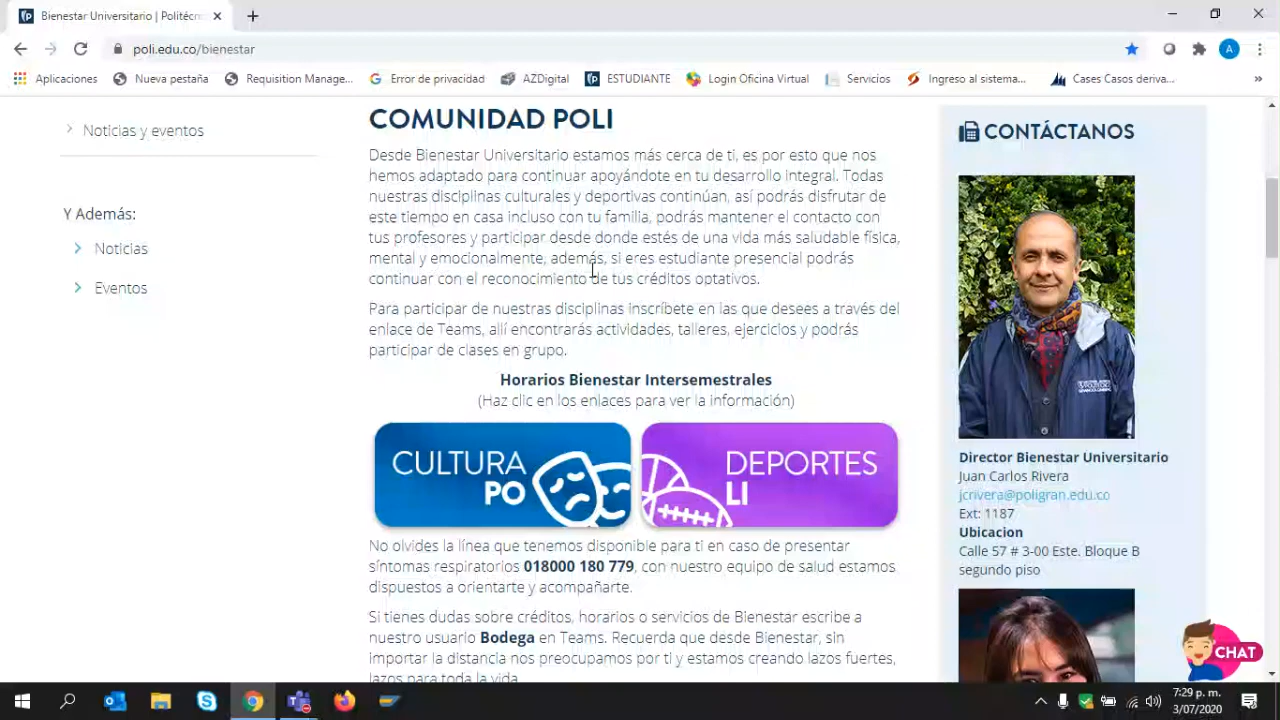 Bienestar Universitario | Politécn
poli.edu.co/bienestar
A
Aplicaciones
Nueva pestaña
Requisition Manage...
Error de privacidad
AZDigital
ESTUDIANTE
Login Oficina Virtual
Servicios
Ingreso al sistema...
Cases Casos deriva...
»
Noticias y eventos
Y Además:
Noticias
Eventos
COMUNIDAD POLI
Desde Bienestar Universitario estamos más cerca de ti, es por esto que nos
hemos adaptado para continuar apoyándote en tu desarrollo integral. Todas
nuestras disciplinas culturales y deportivas continúan, así podrás disfrutar de
este tiempo en casa incluso con tu familia, podrás mantener el contacto con
tus profesores y participar desde donde estés de una vida más saludable física,
mental y emocionalmente, además, si eres estudiante presencial podrás
continuar con el reconocimiento de tus créditos optativos.
Para participar de nuestras disciplinas inscríbete en las que desees a través del
enlace de Teams, allí encontrarás actividades, talleres, ejercicios y podrás
participar de clases en grupo.
Horarios Bienestar Intersemestrales
(Haz clic en los enlaces para ver la información)
CULTURA
PO
DEPORTES
LI
No olvides la línea que tenemos disponible para ti en caso de presentar
síntomas respiratorios 018000 180 779, con nuestro equipo de salud estamos
dispuestos a orientarte y acompañarte.
Si tienes dudas sobre créditos, horarios o servicios de Bienestar escribe a
nuestro usuario Bodega en Teams. Recuerda que desde Bienestar, sin
importar la distancia nos preocupamos por ti y estamos creando lazos fuertes,
lazos para toda la vida.
CONTÁCTANOS
Director Bienestar Universitario
Juan Carlos Rivera
jcrivera@poligran.edu.co
Ext: 1187
Ubicacion
Calle 57 # 3-00 Este. Bloque B
segundo piso
CHAT
7:29 p. m.
3/07/2020